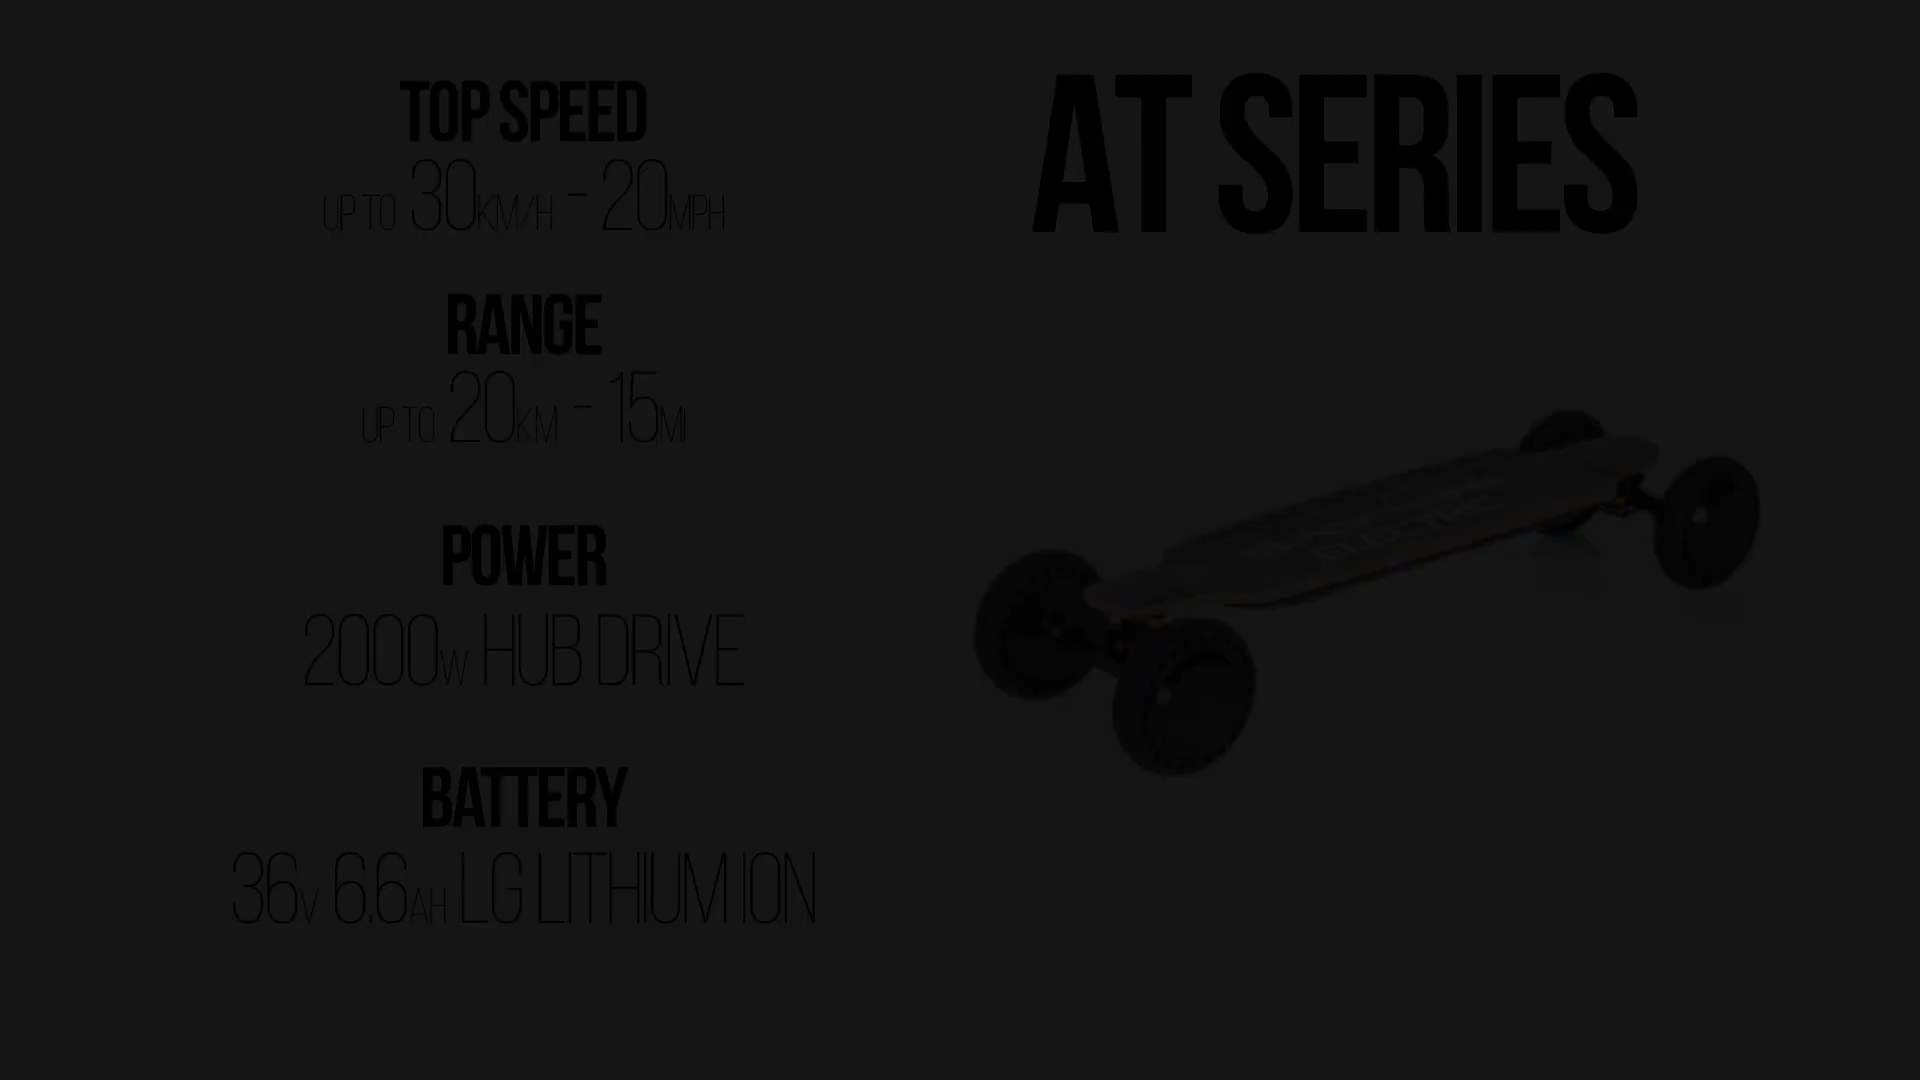 TOP SPEED
UP TO 30KM/H - 20MPH
RANGE
UP TO 20KM - 15MI
POWER
2000W HUB DRIVE
BATTERY
36V 6.6AH LG LITHIUM ION
AT SERIES